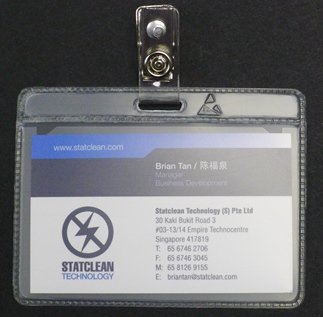 www.statclean.com
Brian Tan / 陈福泉
Manager
Business Development
Statclean Technology (S) Pte Ltd
30 Kaki Bukit Road 3
#03-13/14 Empire Technocentre
Singapore 417819
T: 65 6746 2706
F: 65 6746 3045
M: 65 8126 9155
E: briantan@statclean.com
STATCLEAN
TECHNOLOGY